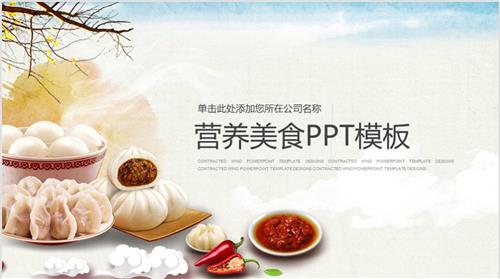 单击此处添加您所在公司名称
营养美食PPT模板
CONTRACTED WIND POWERPOINT TEMPLATE DESIGNS CONTRACTED WIND POWERPOINT TEMPLATE DESIGNS
CONTRACTED WIND POWERPOINT TEMPLATE DESIGNS CONTRACTED WIND POWERPOINT TEMPLATE DESIGNS